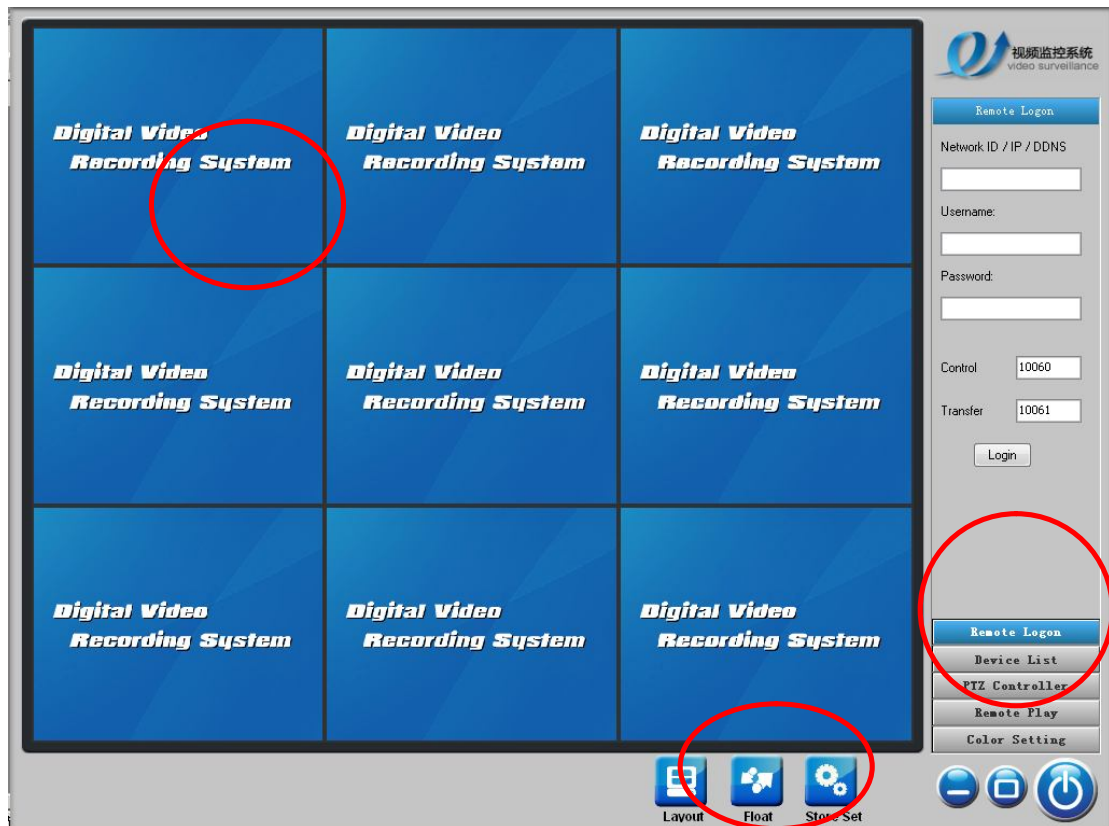 Digital Video
Recording System
Digital Video
Recording System
Digital Video
Recording System
Digital Video
Recording System
Digital Video
Recording System
Digital Video
Recording System
Digital Video
Recording System
Digital Video
Recording System
Digital Video
Recording System
视频监控系统
video surveillance
Remote Logon
Network ID / IP / DDNS
Username:
Password:
Control 10060
Transfer 10061
Login
Remote Logon
Device List
PTZ Controller
Remote Play
Color Setting
Layout Float Store Set